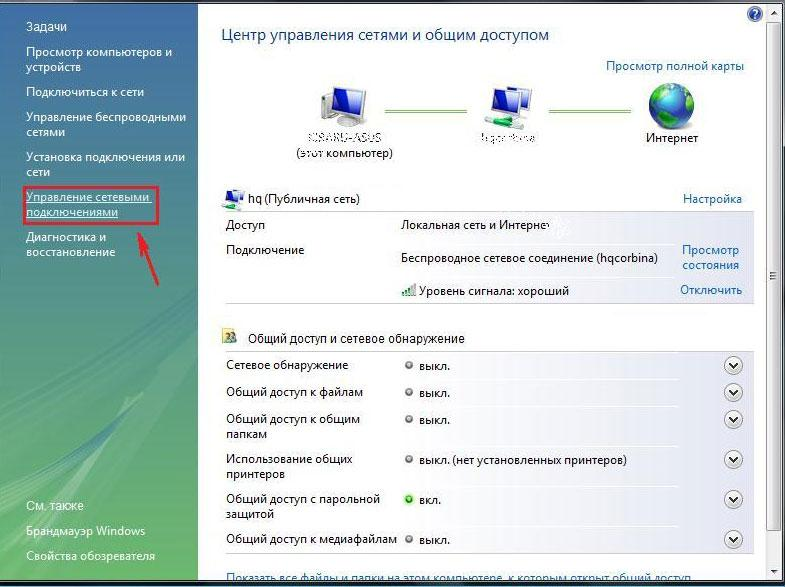 Задачи
Просмотр компьютеров и
устройств
Подключиться к сети
Управление беспроводными
сетями
Установка подключения или
сети
Управление сетевыми
подключениями
Диагностика и
восстановление
См. также
Брандмауэр Windows
Свойства обозревателя
Центр управления сетями и общим доступом
Просмотр полной карты
(этот компьютер)
Интернет
hq (Публичная сеть)
Настройка
Доступ
Локальная сеть и Интернет
Подключение
Беспроводное сетевое соединение (hqcorbina)
Просмотр
состояния
Уровень сигнала: хороший
Отключить
Общий доступ и сетевое обнаружение
Сетевое обнаружение
выкл.
Общий доступ к файлам
выкл.
Общий доступ к общим
папкам
выкл.
Использование общих
принтеров
выкл. (нет установленных принтеров)
Общий доступ с парольной
защитой
вкл.
Общий доступ к медиафайлам
выкл.
Показать все файлы и папки на этом компьютере, к которым открыт общий доступ